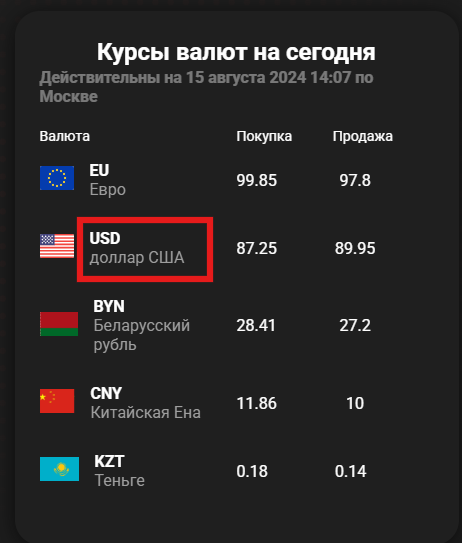 Курсы валют на сегодня
Действительны на 15 августа 2024 14:07 по
Москве
Валюта Покупка Продажа
EU
Евро 99.85 97.8
USD
доллар США 87.25 89.95
BYN
Беларусский
рубль 28.41 27.2
CNY
Китайская Ена 11.86 10
KZT
Теньге 0.18 0.14